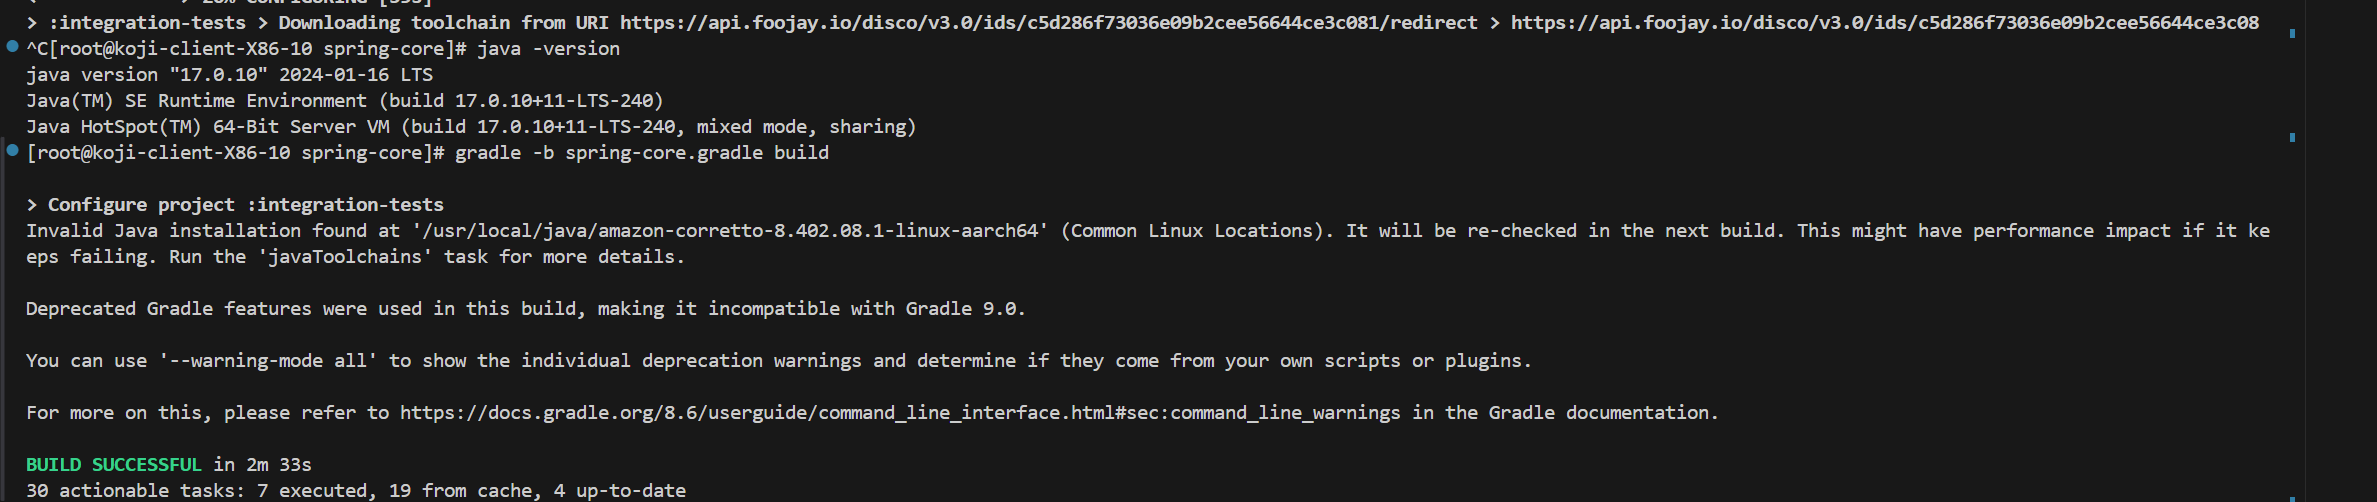 > :integration-tests > Downloading toolchain from URI https://api.foojay.io/disco/v3.0/ids/c5d286f73036e09b2cee56644ce3c081/redirect > https://api.foojay.io/disco/v3.0/ids/c5d286f73036e09b2cee56644ce3c08
^C[root@koji-client-X86-10 spring-core]# java -version
java version "17.0.10" 2024-01-16 LTS
Java(TM) SE Runtime Environment (build 17.0.10+11-LTS-240)
Java HotSpot(TM) 64-Bit Server VM (build 17.0.10+11-LTS-240, mixed mode, sharing)
[root@koji-client-X86-10 spring-core]# gradle -b spring-core.gradle build
> Configure project :integration-tests
Invalid Java installation found at '/usr/local/java/amazon-corretto-8.402.08.1-linux-aarch64' (Common Linux Locations). It will be re-checked in the next build. This might have performance impact if it ke
eps failing. Run the 'javaToolchains' task for more details.
Deprecated Gradle features were used in this build, making it incompatible with Gradle 9.0.
You can use '--warning-mode all' to show the individual deprecation warnings and determine if they come from your own scripts or plugins.
For more on this, please refer to https://docs.gradle.org/8.6/userguide/command_line_interface.html#sec:command_line_warnings in the Gradle documentation.
BUILD SUCCESSFUL in 2m 33s
30 actionable tasks: 7 executed, 19 from cache, 4 up-to-date